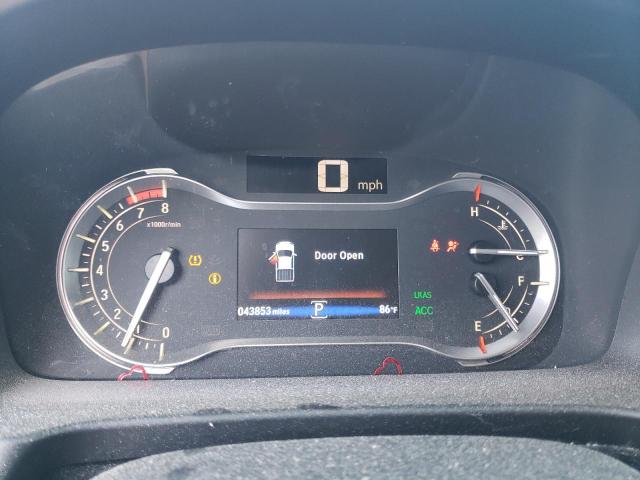 0 mph
8
7
6
5
4
3
2
1
0
x1000r/min
Door Open
043853 miles
P
86°F
LKAS
ACC
H
C
F
E